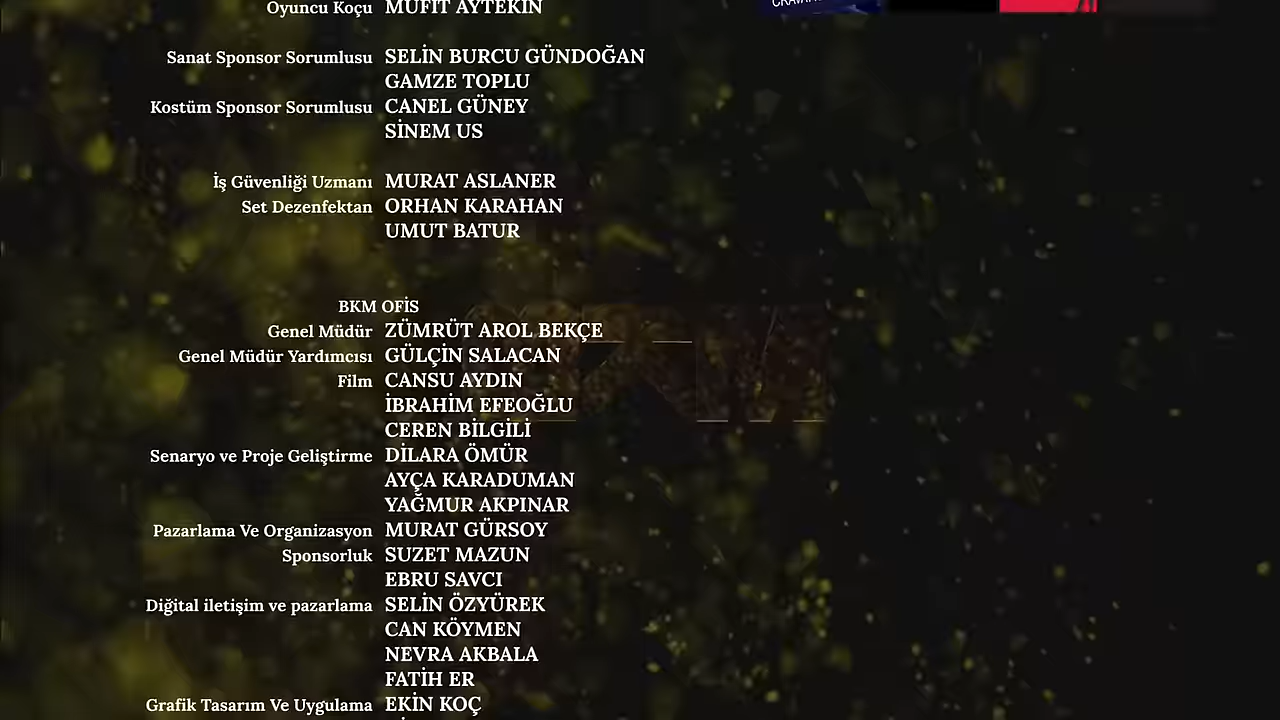 Oyuncu Koçu MÜFİT AYTEKİN
Sanat Sponsor Sorumlusu SELİN BURCU GÜNDOĞAN
GAMZE TOPLU
Kostüm Sponsor Sorumlusu CANEL GÜNEY
SİNEM US
İş Güvenliği Uzmanı MURAT ASLANER
Set Dezenfektan ORHAN KARAHAN
UMUT BATUR
BKM OFİS
Genel Müdür ZÜMRÜT AROL BEKÇE
Genel Müdür Yardımcısı GÜLÇİN SALACAN
Film CANSU AYDIN
İBRAHİM EFEOĞLU
CEREN BİLGİLİ
Senaryo ve Proje Geliştirme DİLARA ÖMÜR
AYÇA KARADUMAN
YAĞMUR AKPINAR
Pazarlama Ve Organizasyon MURAT GÜRSOY
Sponsorluk SUZET MAZUN
EBRU SAVCI
Diğital iletişim ve pazarlama SELİN ÖZYÜREK
CAN KÖYMEN
NEVRA AKBALA
FATİH ER
Grafik Tasarım Ve Uygulama EKİN KOÇ